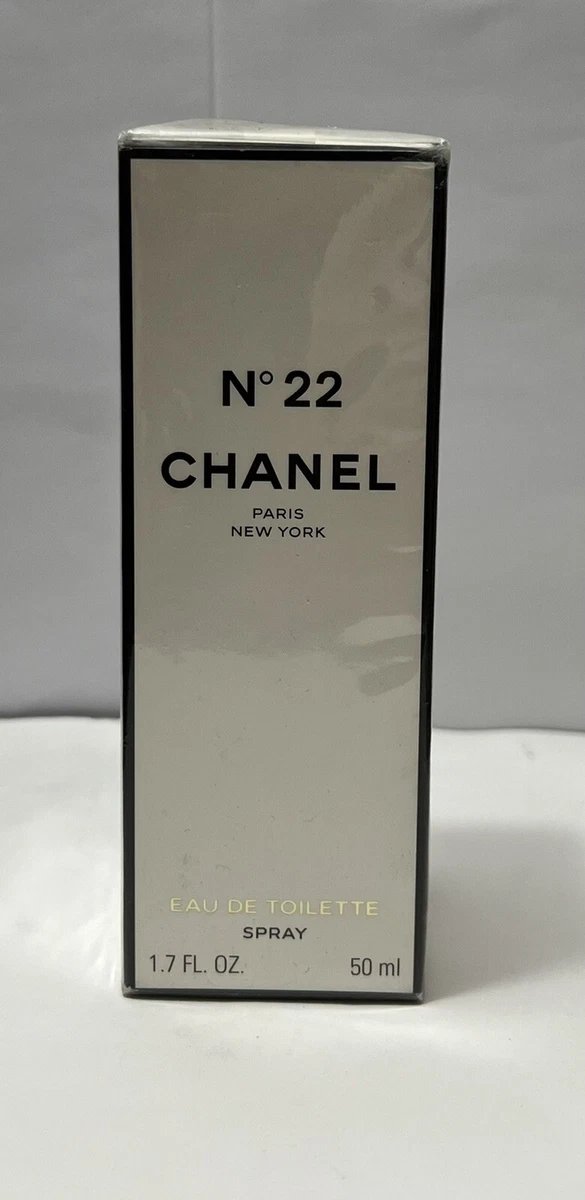 N° 22
CHANEL
PARIS
NEW YORK
EAU DE TOILETTE
SPRAY
1.7 FL. OZ. 50 ml